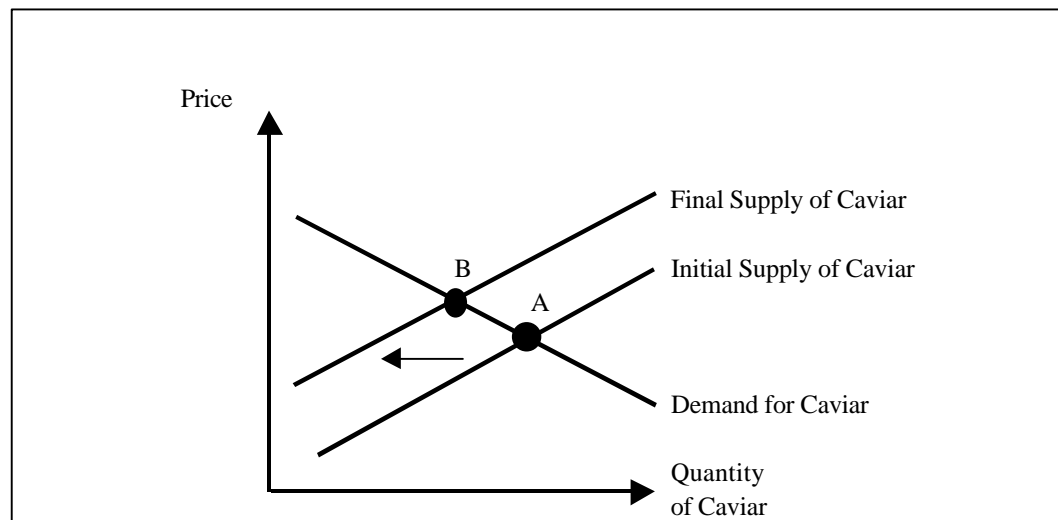 Price
Final Supply of Caviar
B
Initial Supply of Caviar
A
Demand for Caviar
Quantity
of Caviar